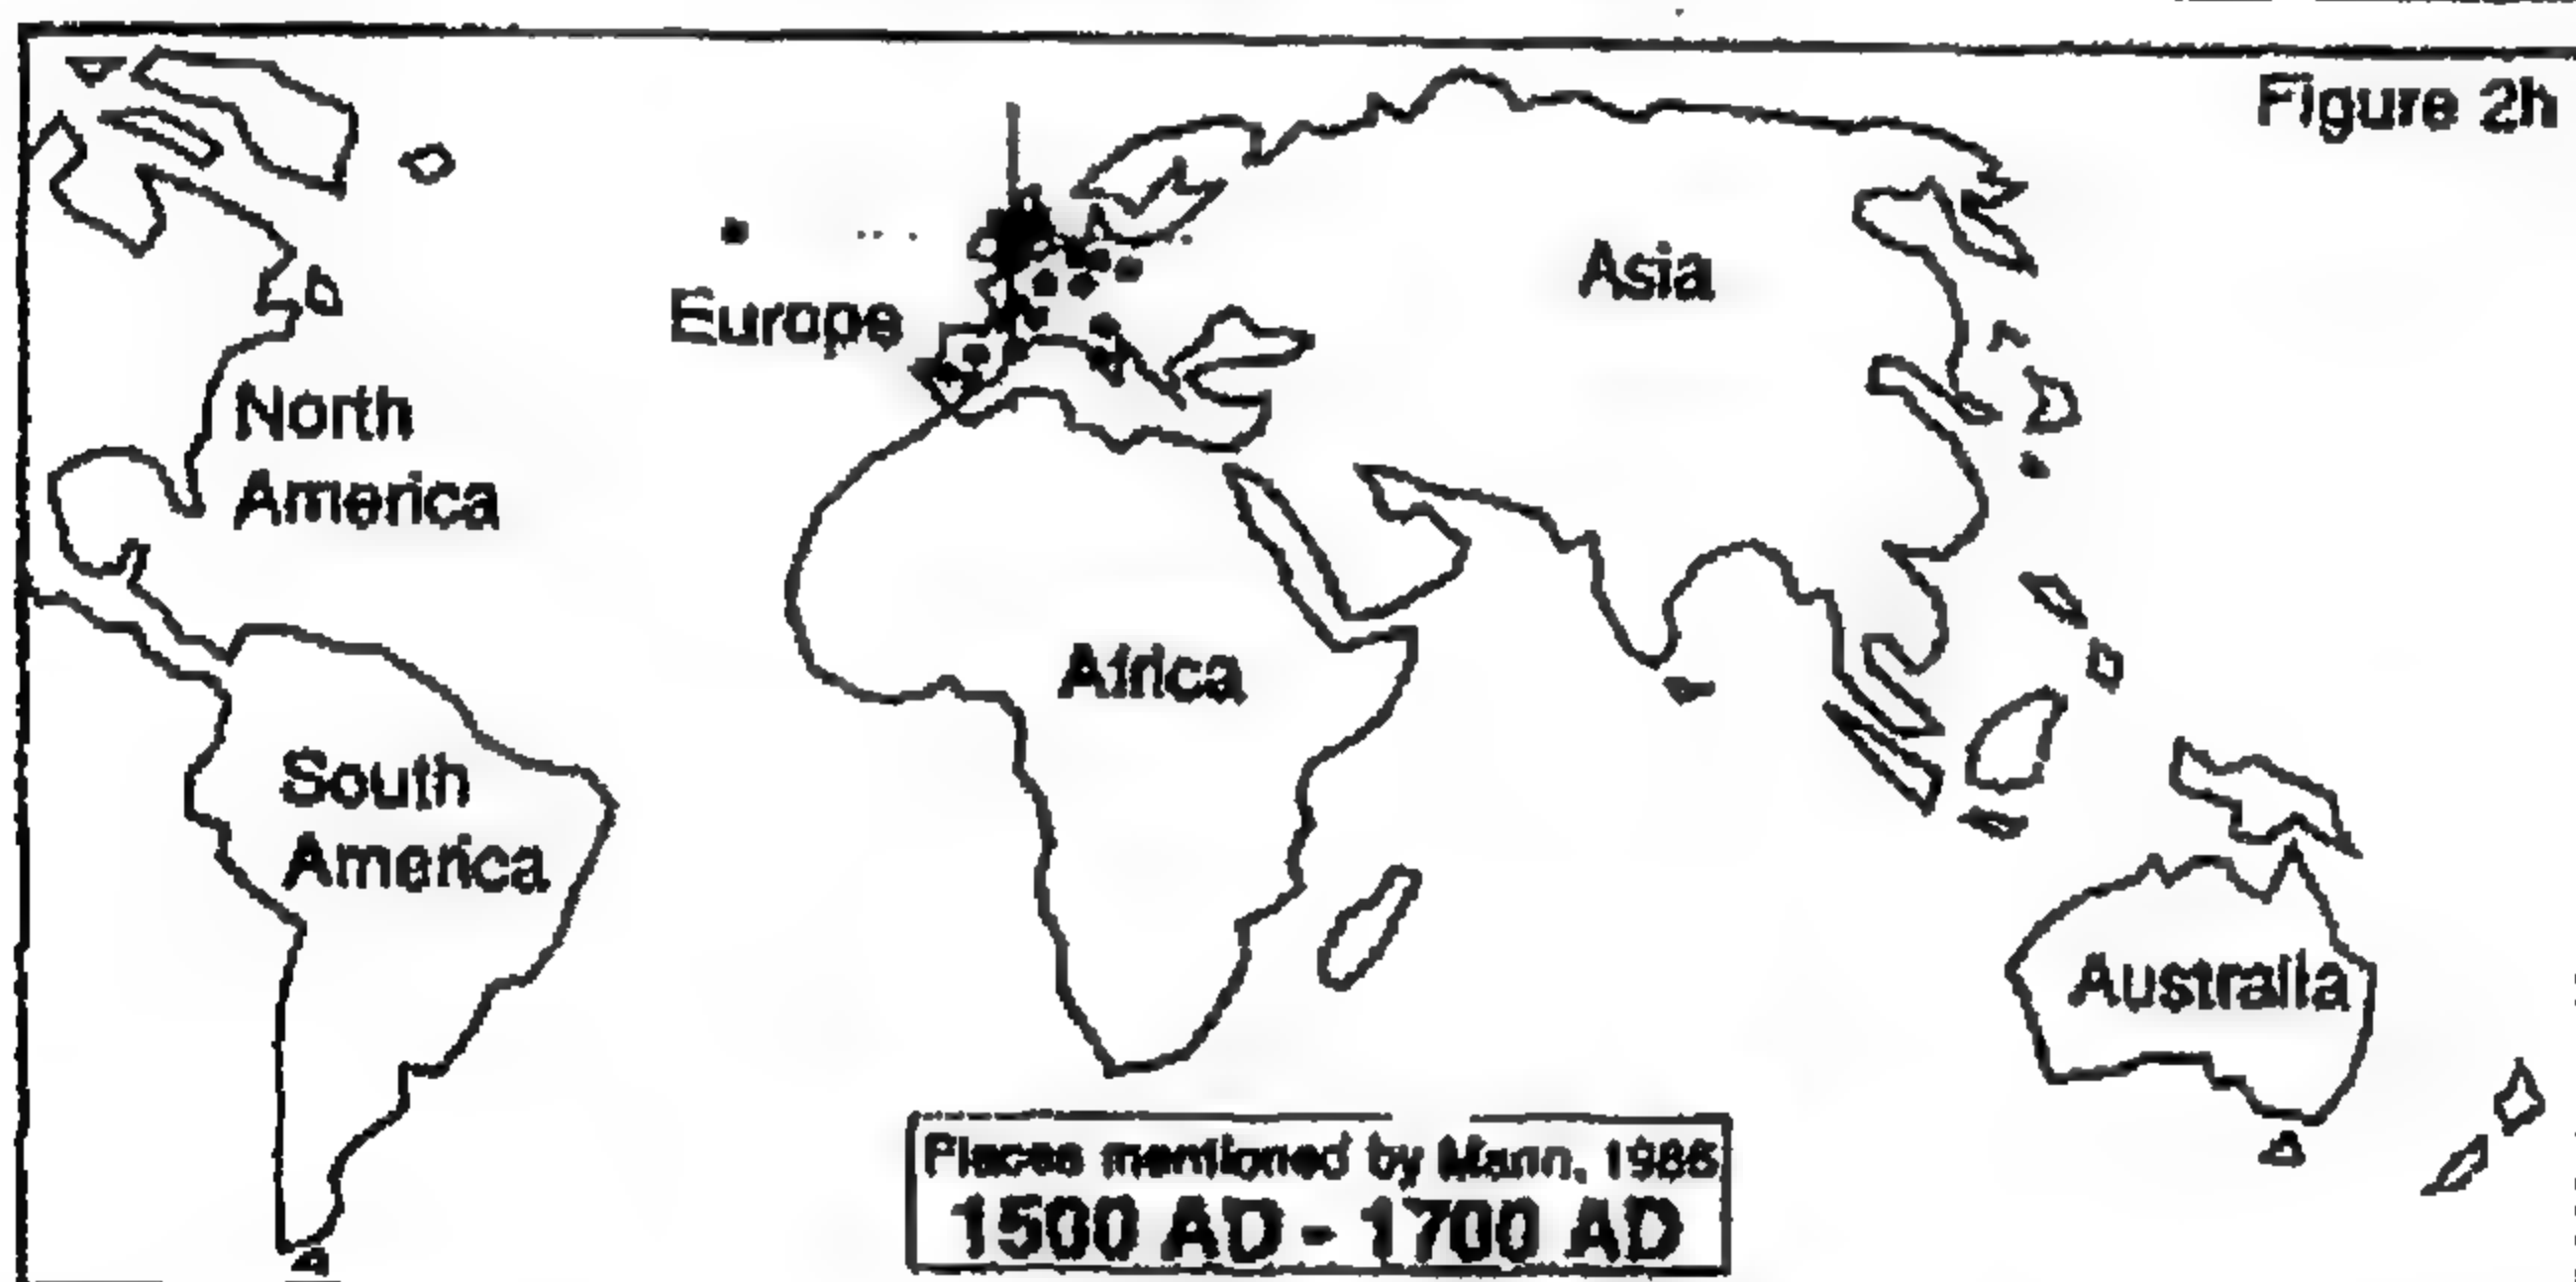 Figure 2h
Asia
Europe
North
America
Africa
South
America
Australia
Places mentioned by Mann, 1986
1500 AD - 1700 AD